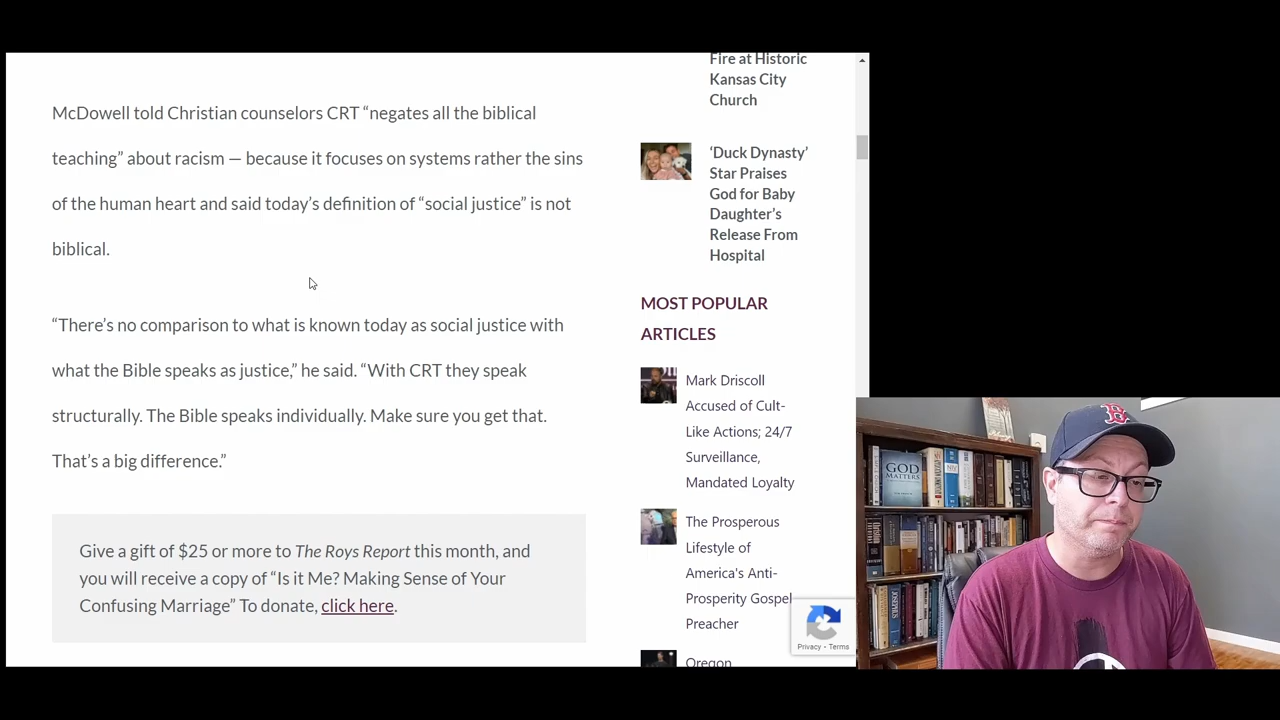 McDowell told Christian counselors CRT “negates all the biblical
teaching” about racism — because it focuses on systems rather the sins
of the human heart and said today’s definition of “social justice” is not
biblical.
“There’s no comparison to what is known today as social justice with
what the Bible speaks as justice,” he said. “With CRT they speak
structurally. The Bible speaks individually. Make sure you get that.
That’s a big difference.”
Give a gift of $25 or more to The Roys Report this month, and
you will receive a copy of “Is it Me? Making Sense of Your
Confusing Marriage” To donate, click here.
Fire at Historic
Kansas City
Church
‘Duck Dynasty’
Star Praises
God for Baby
Daughter’s
Release From
Hospital
MOST POPULAR
ARTICLES
Mark Driscoll
Accused of Cult-
Like Actions; 24/7
Surveillance,
Mandated Loyalty
The Prosperous
Lifestyle of
America's Anti-
Prosperity Gospel
Preacher
Oregon
Privacy - Terms
GOD
MATTERS
NIV
B